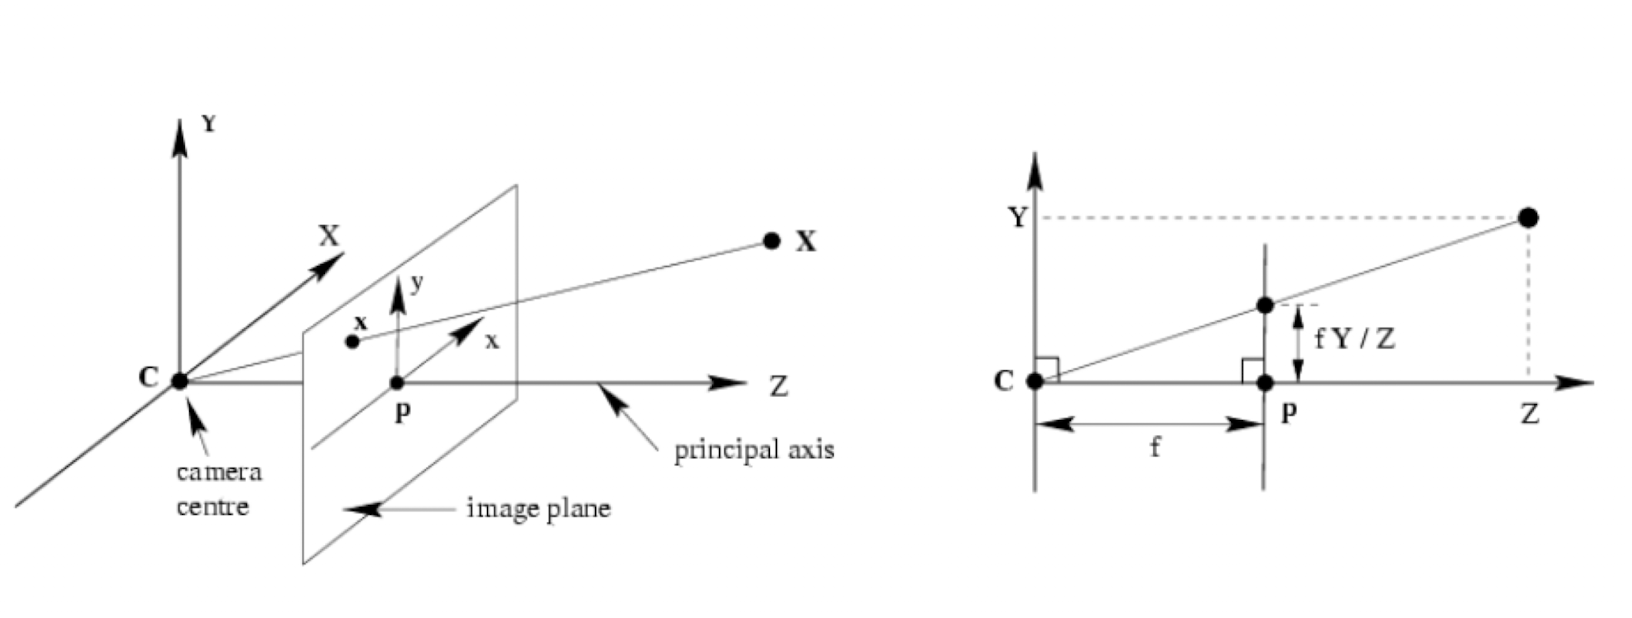 Y
X
X
y
x
x
C
Z
p
principal axis
camera
centre
image plane
Y
f Y / Z
C
p
Z
f